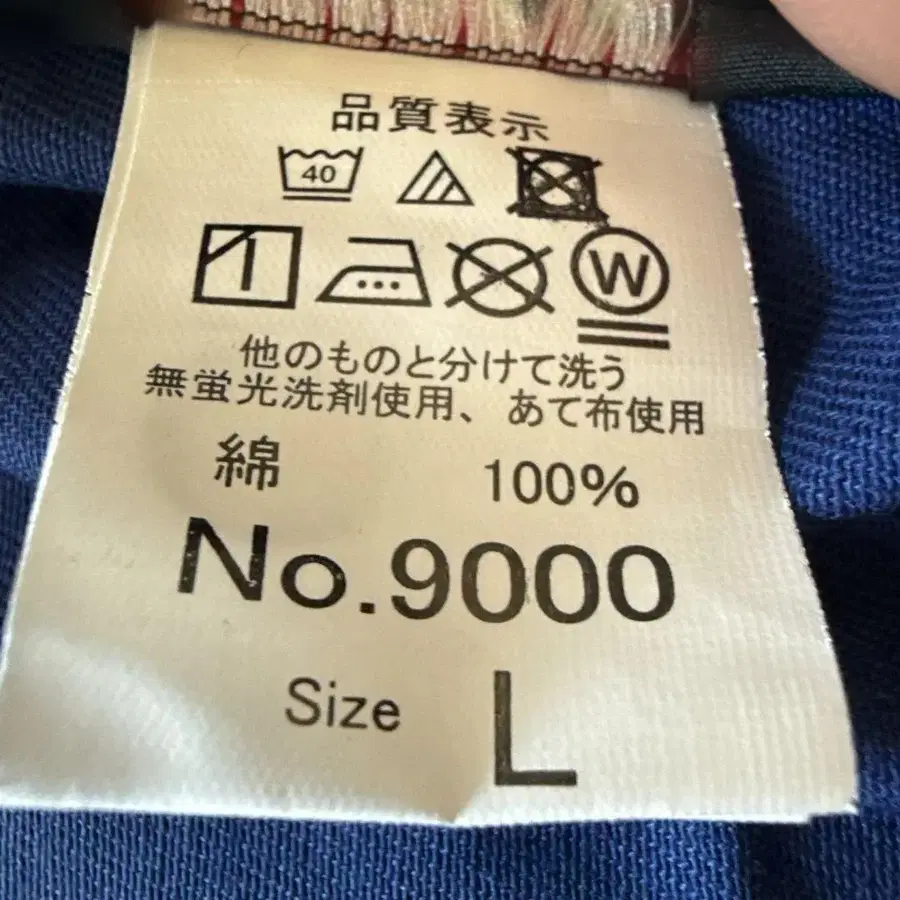 品質表示
40
W
他のものと分けて洗う
無蛍光洗剤使用、あて布使用
綿 100%
No.9000
Size L